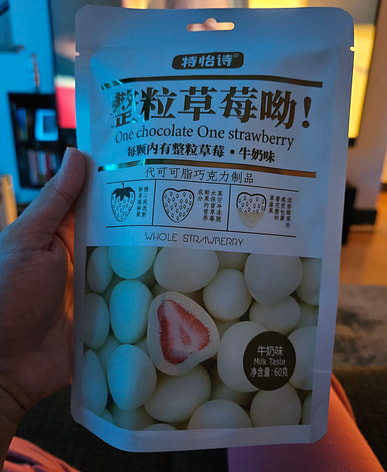 特怡诗
整粒草莓呦!
One chocolate One strawberry
每颗内有整粒草莓·牛奶味
代可可脂巧克力制品
WHOLE STRAWBERRY
牛奶味
Milk Taste
净含量:60克